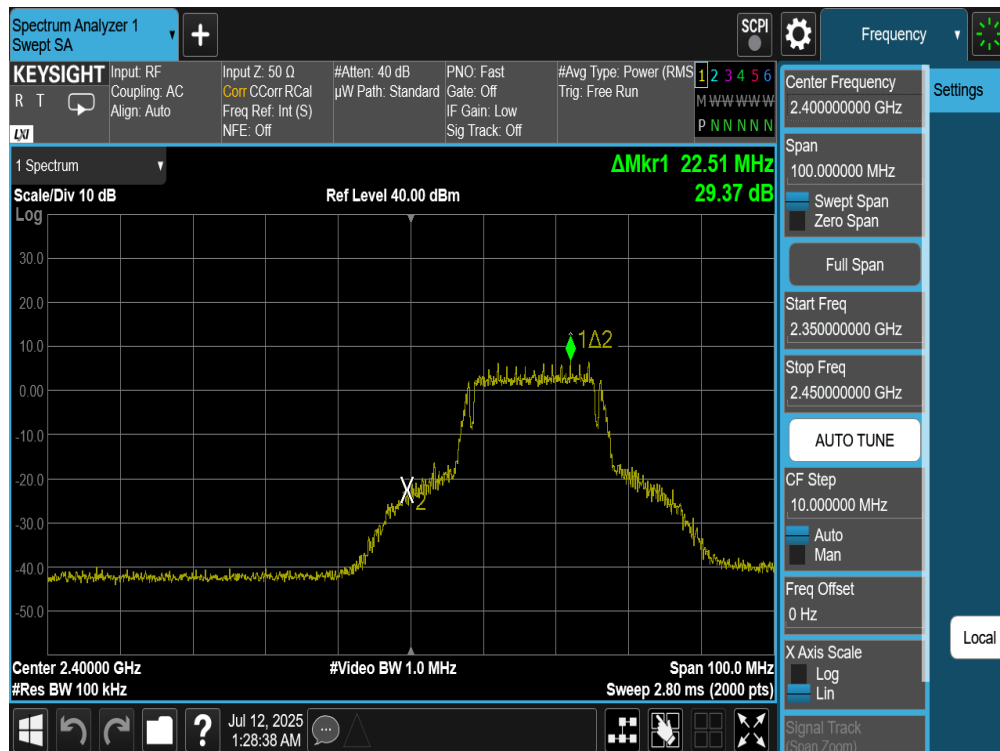 Spectrum Analyzer 1
Swept SA
+
SCPI
Frequency
KEYSIGHT
R T
LXI
Input: RF
Coupling: AC
Align: Auto
Input Z: 50 Ω
Corr CCorr RCal
Freq Ref: Int (S)
NFE: Off
#Atten: 40 dB
µW Path: Standard
PNO: Fast
Gate: Off
IF Gain: Low
Sig Track: Off
#Avg Type: Power (RMS
Trig: Free Run
1 2 3 4 5 6
M W W W W W
P N N N N N
1 Spectrum
ΔMkr1 22.51 MHz
29.37 dB
Scale/Div 10 dB
Ref Level 40.00 dBm
Log
30.0
20.0
10.0
0.00
-10.0
-20.0
-30.0
-40.0
-50.0
1Δ2
X
2
Center 2.40000 GHz
#Video BW 1.0 MHz
Span 100.0 MHz
#Res BW 100 kHz
Sweep 2.80 ms (2000 pts)
Center Frequency
2.400000000 GHz
Settings
Span
100.000000 MHz
Swept Span
Zero Span
Full Span
Start Freq
2.350000000 GHz
Stop Freq
2.450000000 GHz
AUTO TUNE
CF Step
10.000000 MHz
Auto
Man
Freq Offset
0 Hz
X Axis Scale
Log
Lin
Local
Signal Track
(Span Zoom)
?
Jul 12, 2025
1:28:38 AM